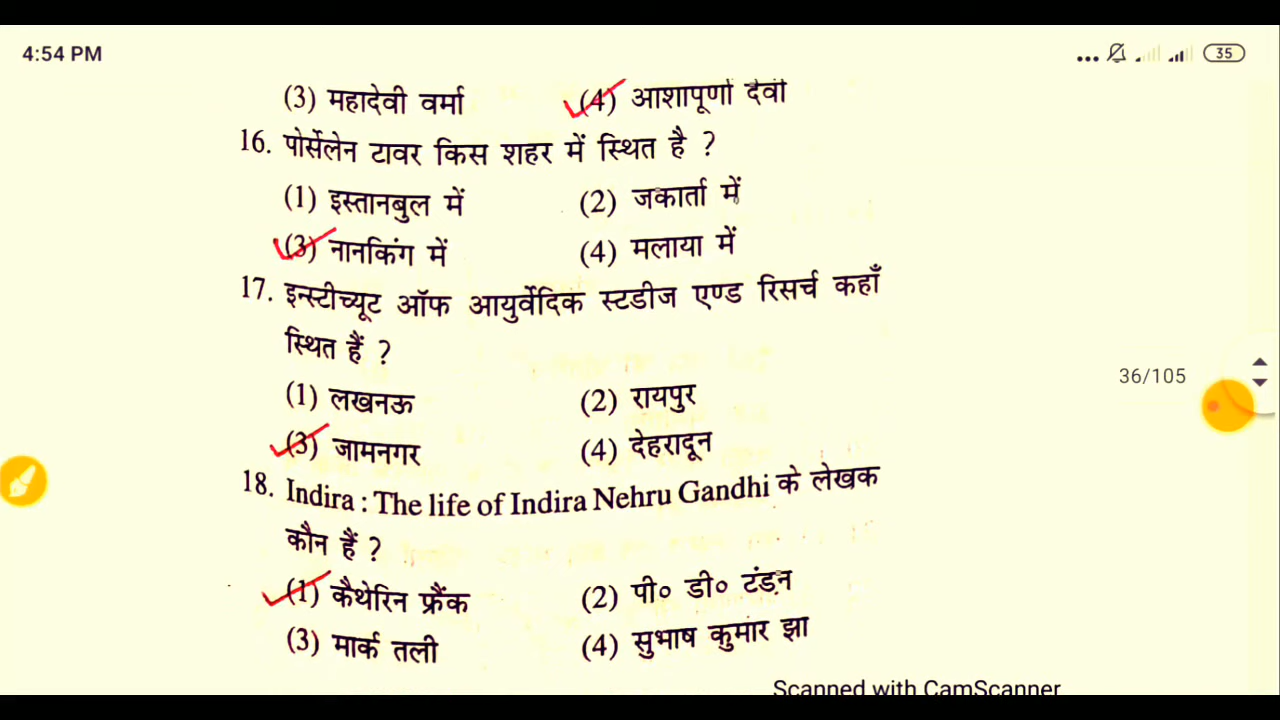 4:54 PM
35
(3) महादेवी वर्मा (4) आशापूर्णा देवी
16. पोर्सेलेन टावर किस शहर में स्थित है ?
(1) इस्तानबुल में (2) जकार्ता में
(3) नानकिंग में (4) मलाया में
17. इन्स्टीच्यूट ऑफ आयुर्वेदिक स्टडीज एण्ड रिसर्च कहाँ
स्थित हैं ?
36/105
(1) लखनऊ (2) रायपुर
(3) जामनगर (4) देहरादून
18. Indira : The life of Indira Nehru Gandhi के लेखक
कौन हैं ?
(1) कैथेरिन फ्रैंक (2) पी० डी० टंड़न
(3) मार्क तली (4) सुभाष कुमार झा
Scanned with CamScanner